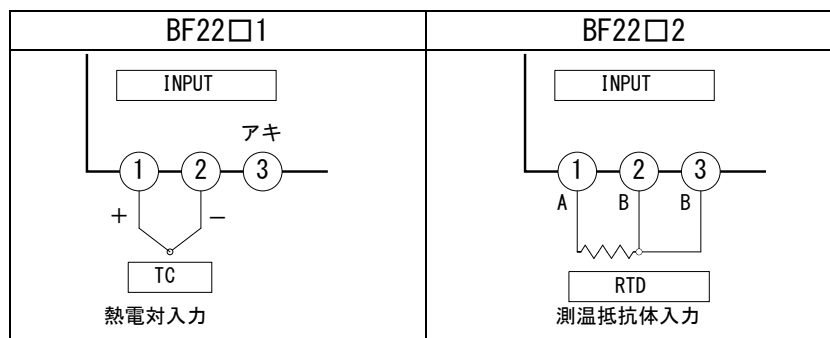 BF22□1
INPUT
アキ
1 2 3
+ −
TC
熱電対入力
BF22□2
INPUT
1 2 3
A B B
RTD
測温抵抗体入力